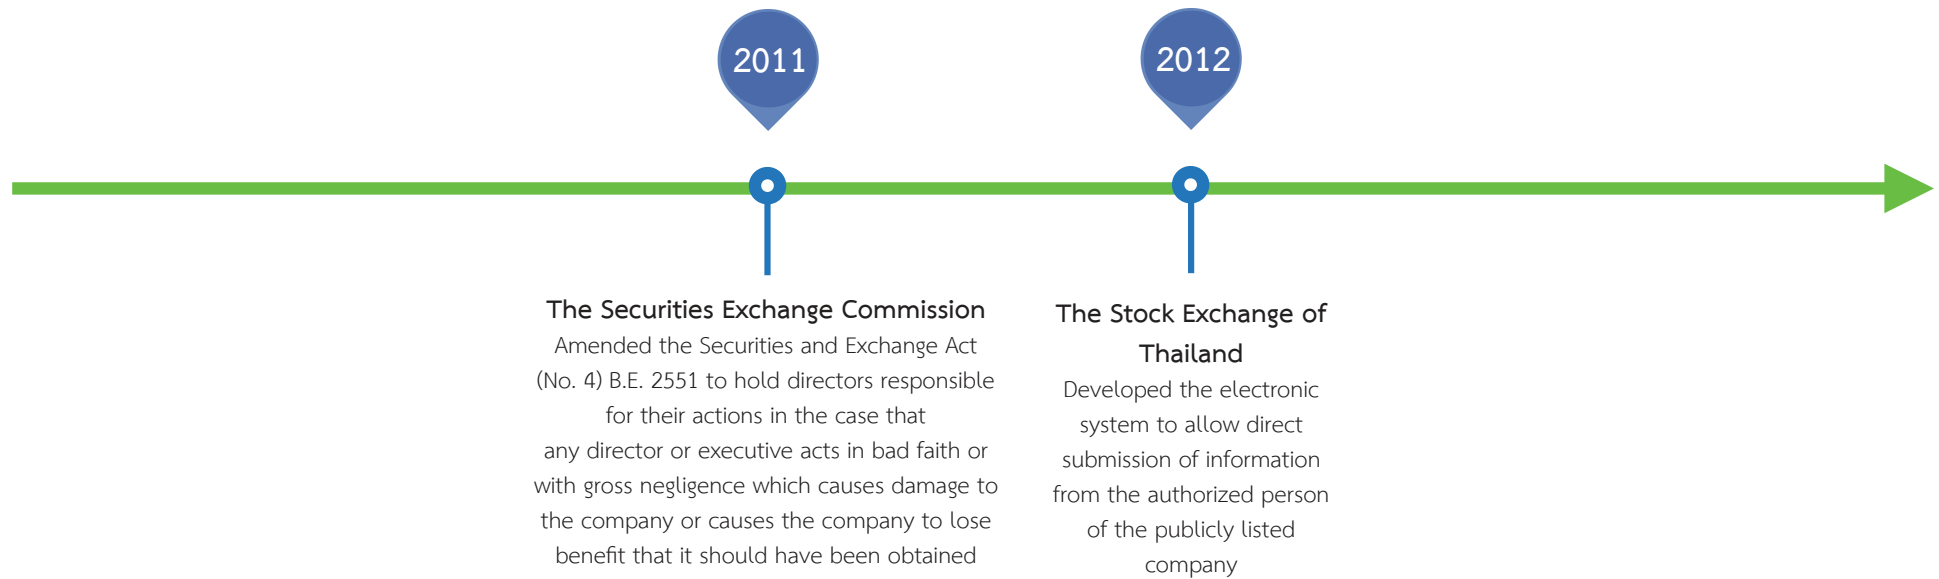 2011
2012
The Securities Exchange Commission
Amended the Securities and Exchange Act
(No. 4) B.E. 2551 to hold directors responsible
for their actions in the case that
any director or executive acts in bad faith or
with gross negligence which causes damage to
the company or causes the company to lose
benefit that it should have been obtained
The Stock Exchange of
Thailand
Developed the electronic
system to allow direct
submission of information
from the authorized person
of the publicly listed
company